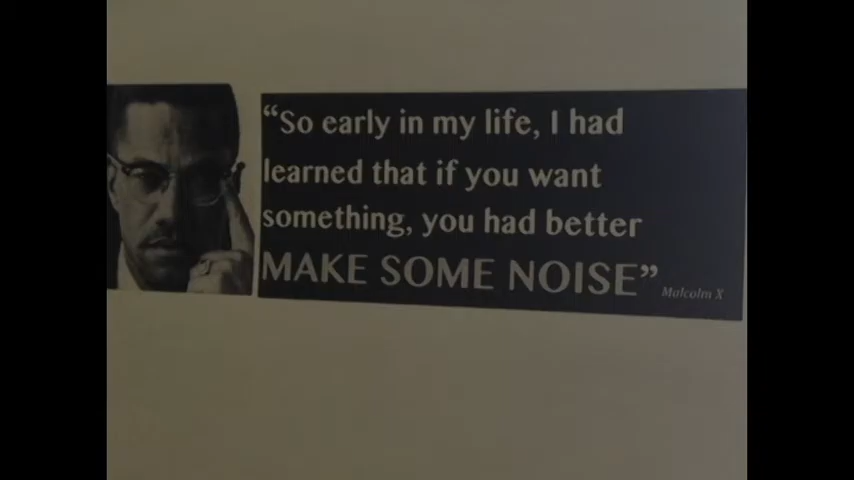 “So early in my life, I had
learned that if you want
something, you had better
MAKE SOME NOISE”
Malcolm X